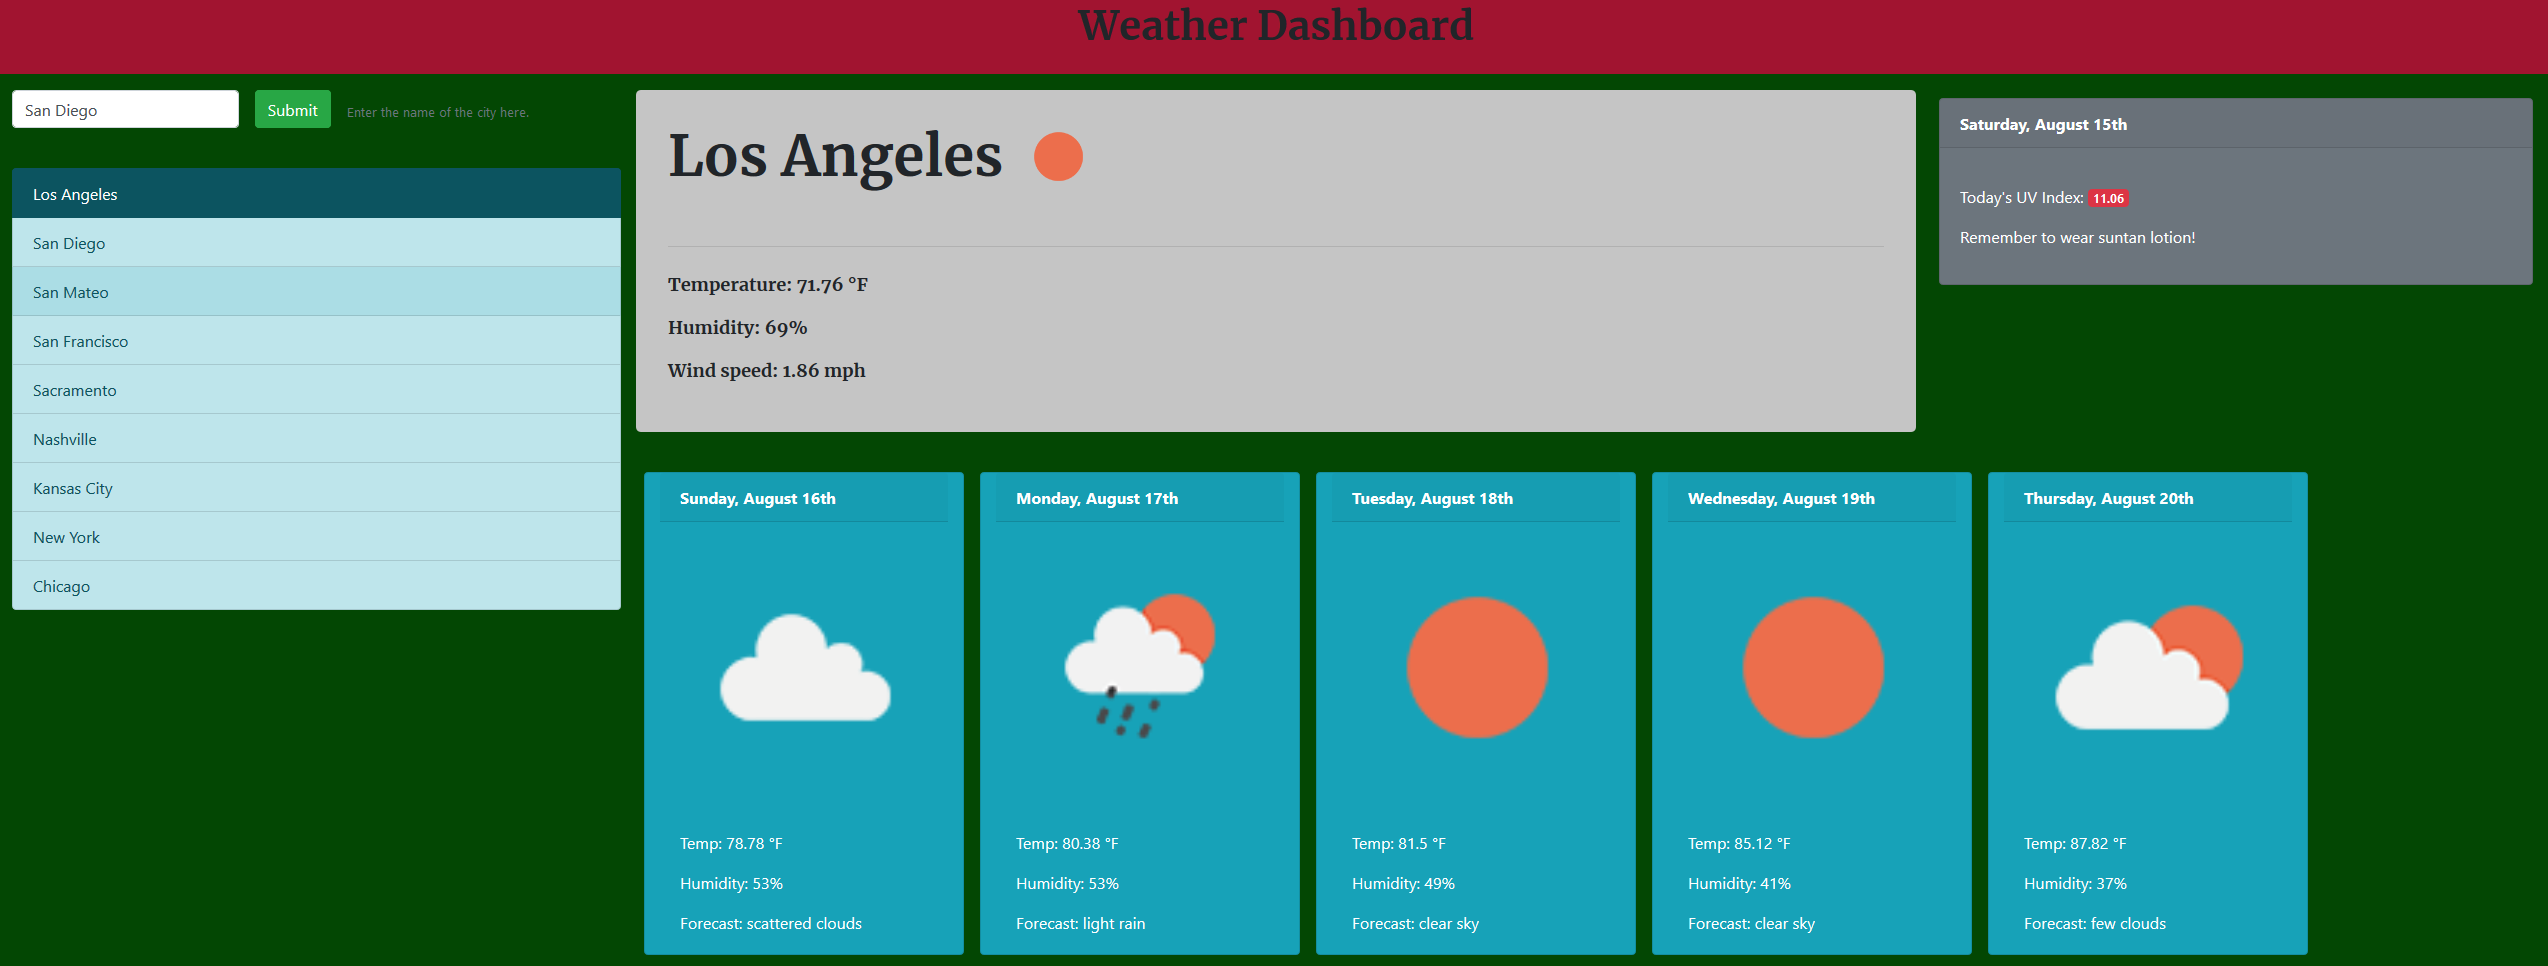 Weather Dashboard
San Diego
Submit
Enter the name of the city here.
Los Angeles
San Diego
San Mateo
San Francisco
Sacramento
Nashville
Kansas City
New York
Chicago
Los Angeles
Temperature: 71.76 °F
Humidity: 69%
Wind speed: 1.86 mph
Saturday, August 15th
Today's UV Index: 11.06
Remember to wear suntan lotion!
Sunday, August 16th
Temp: 78.78 °F
Humidity: 53%
Forecast: scattered clouds
Monday, August 17th
Temp: 80.38 °F
Humidity: 53%
Forecast: light rain
Tuesday, August 18th
Temp: 81.5 °F
Humidity: 49%
Forecast: clear sky
Wednesday, August 19th
Temp: 85.12 °F
Humidity: 41%
Forecast: clear sky
Thursday, August 20th
Temp: 87.82 °F
Humidity: 37%
Forecast: few clouds